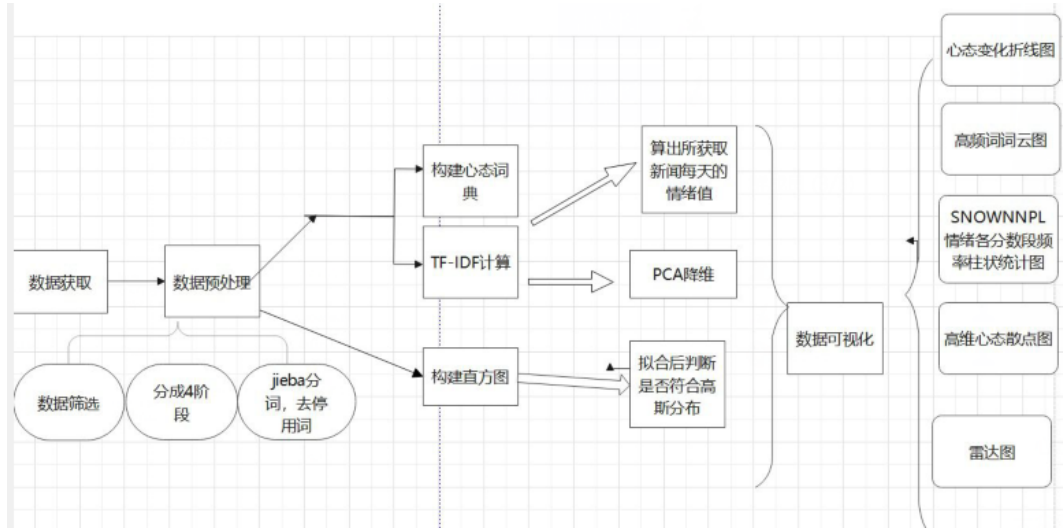 数据获取
数据预处理
数据筛选
分成4阶
段
jieba分
词，去停
用词
构建心态词
典
TF-IDF计算
构建直方图
算出所获取
新闻每天的
情绪值
PCA降维
拟合后判断
是否符合高
斯分布
数据可视化
心态变化折线图
高频词词云图
SNOWNNPL
情绪各分数段频
率柱状统计图
高维心态散点图
雷达图